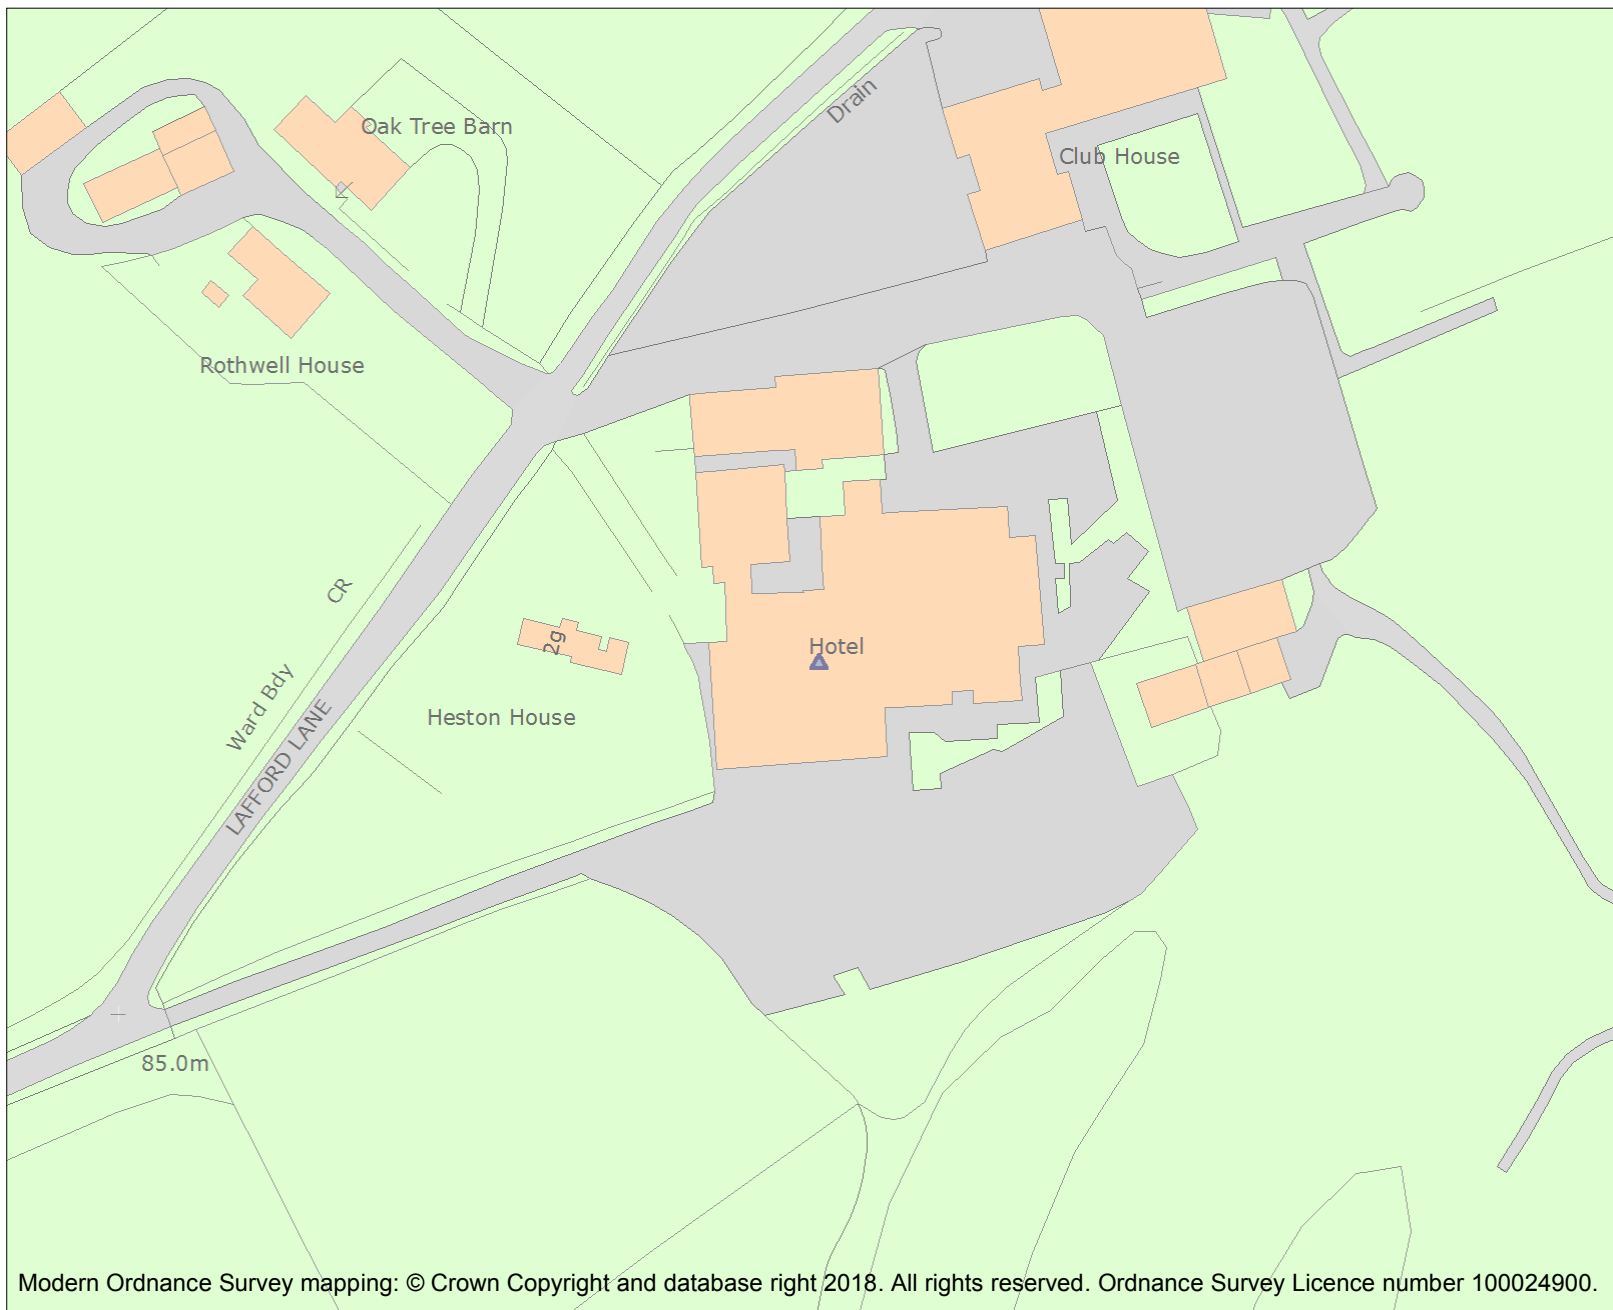 Drain
Oak Tree Barn
Club House
Rothwell House
CR
2g
Hotel
Ward Bdy
Heston House
LAFFORD LANE
85.0m
Modern Ordnance Survey mapping: © Crown Copyright and database right 2018. All rights reserved. Ordnance Survey Licence number 100024900.